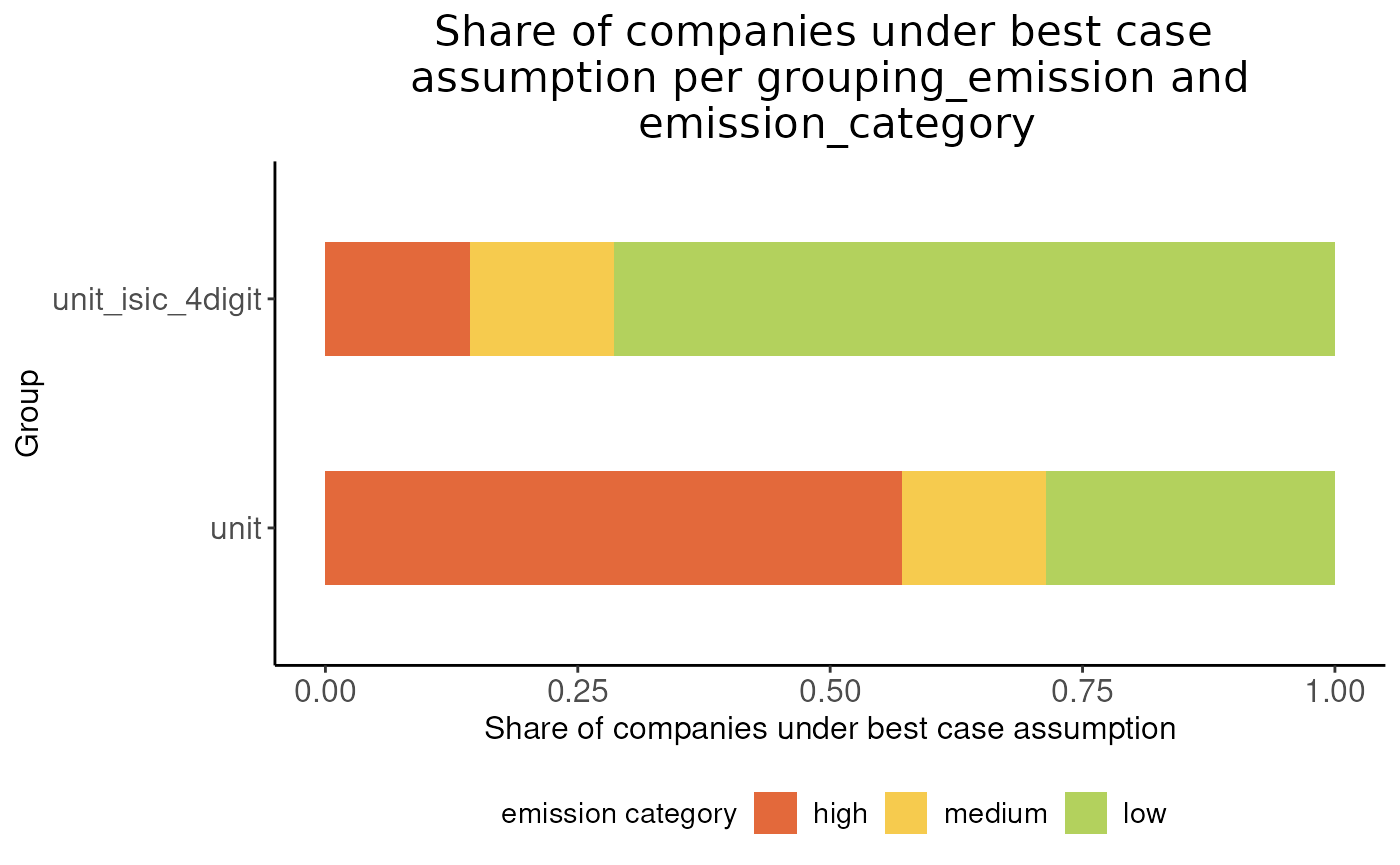 Share of companies under best case
assumption per grouping_emission and
emission_category
Group
unit_isic_4digit
unit
0.00 0.25 0.50 0.75 1.00
Share of companies under best case assumption
emission category high medium low